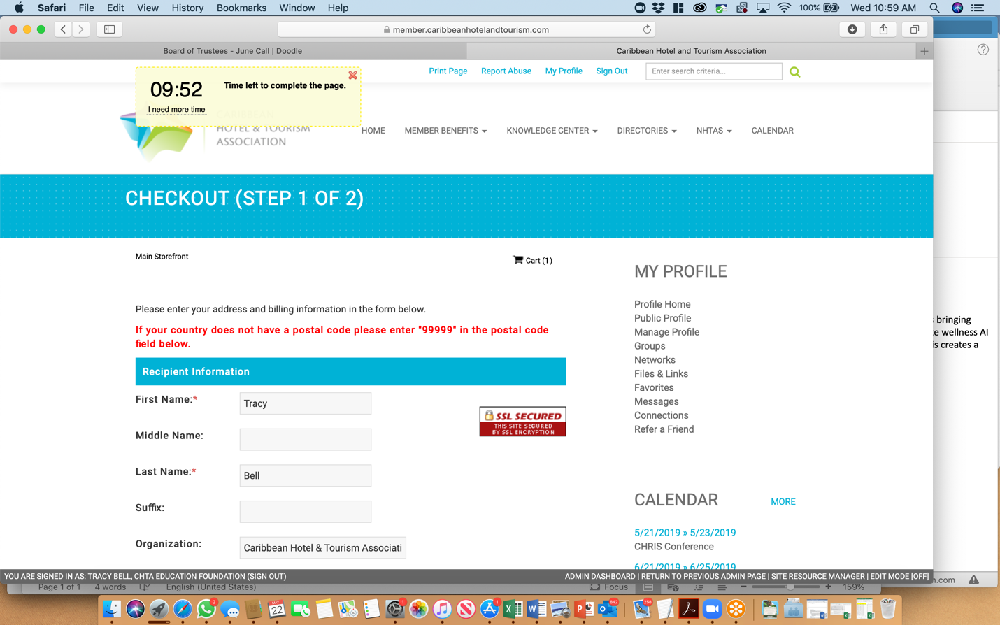 Safari File Edit View History Bookmarks Window Help 100% Wed 10:59 AM
member.caribbeanhotelandtourism.com
Board of Trustees - June Call | Doodle
Caribbean Hotel and Tourism Association
Print Page Report Abuse My Profile Sign Out Enter search criteria...
09:52 Time left to complete the page.
I need more time
CARIBBEAN
HOTEL & TOURISM
ASSOCIATION
HOME MEMBER BENEFITS KNOWLEDGE CENTER DIRECTORIES NHTAS CALENDAR
CHECKOUT (STEP 1 OF 2)
Main Storefront
Cart (1)
Please enter your address and billing information in the form below.
If your country does not have a postal code please enter "99999" in the postal code
field below.
Recipient Information
First Name:* Tracy
SSL SECURED
THIS SITE SECURED
BY SSL ENCRYPTION
Middle Name:
Last Name:* Bell
Suffix:
Organization: Caribbean Hotel & Tourism Associati
MY PROFILE
Profile Home
Public Profile
Manage Profile
Groups
Networks
Files & Links
Favorites
Messages
Connections
Refer a Friend
CALENDAR MORE
5/21/2019 » 5/23/2019
CHRIS Conference
6/21/2019 » 6/25/2019
bringing
wellness AI
is creates a
YOU ARE SIGNED IN AS: TRACY BELL, CHTA EDUCATION FOUNDATION (SIGN OUT)
ADMIN DASHBOARD | RETURN TO PREVIOUS ADMIN PAGE | SITE RESOURCE MANAGER | EDIT MODE [OFF]
Page 1 of 1 4 words English (United States) Focus 159%
.com
2
MAY
22
1
1
842
258